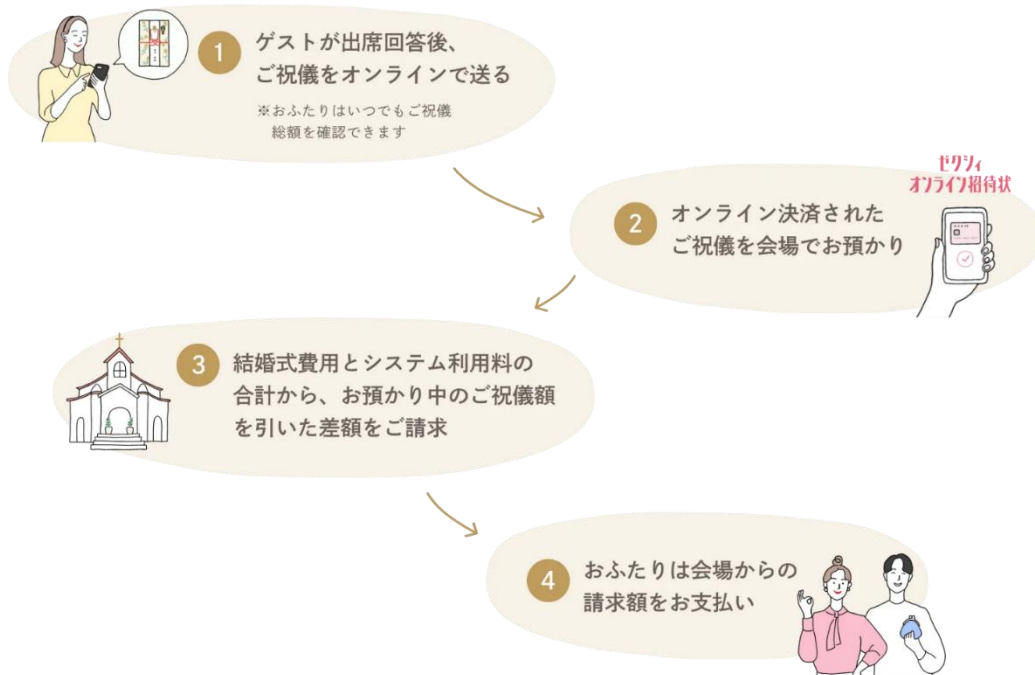 1
ゲストが出席回答後、
ご祝儀をオンラインで送る
※おふたりはいつでもご祝儀
総額を確認できます
ゼクシィ
オンライン招待状
2
オンライン決済された
ご祝儀を会場でお預かり
3
結婚式費用とシステム利用料の
合計から、お預かり中のご祝儀額
を引いた差額をご請求
4
おふたりは会場からの
請求額をお支払い